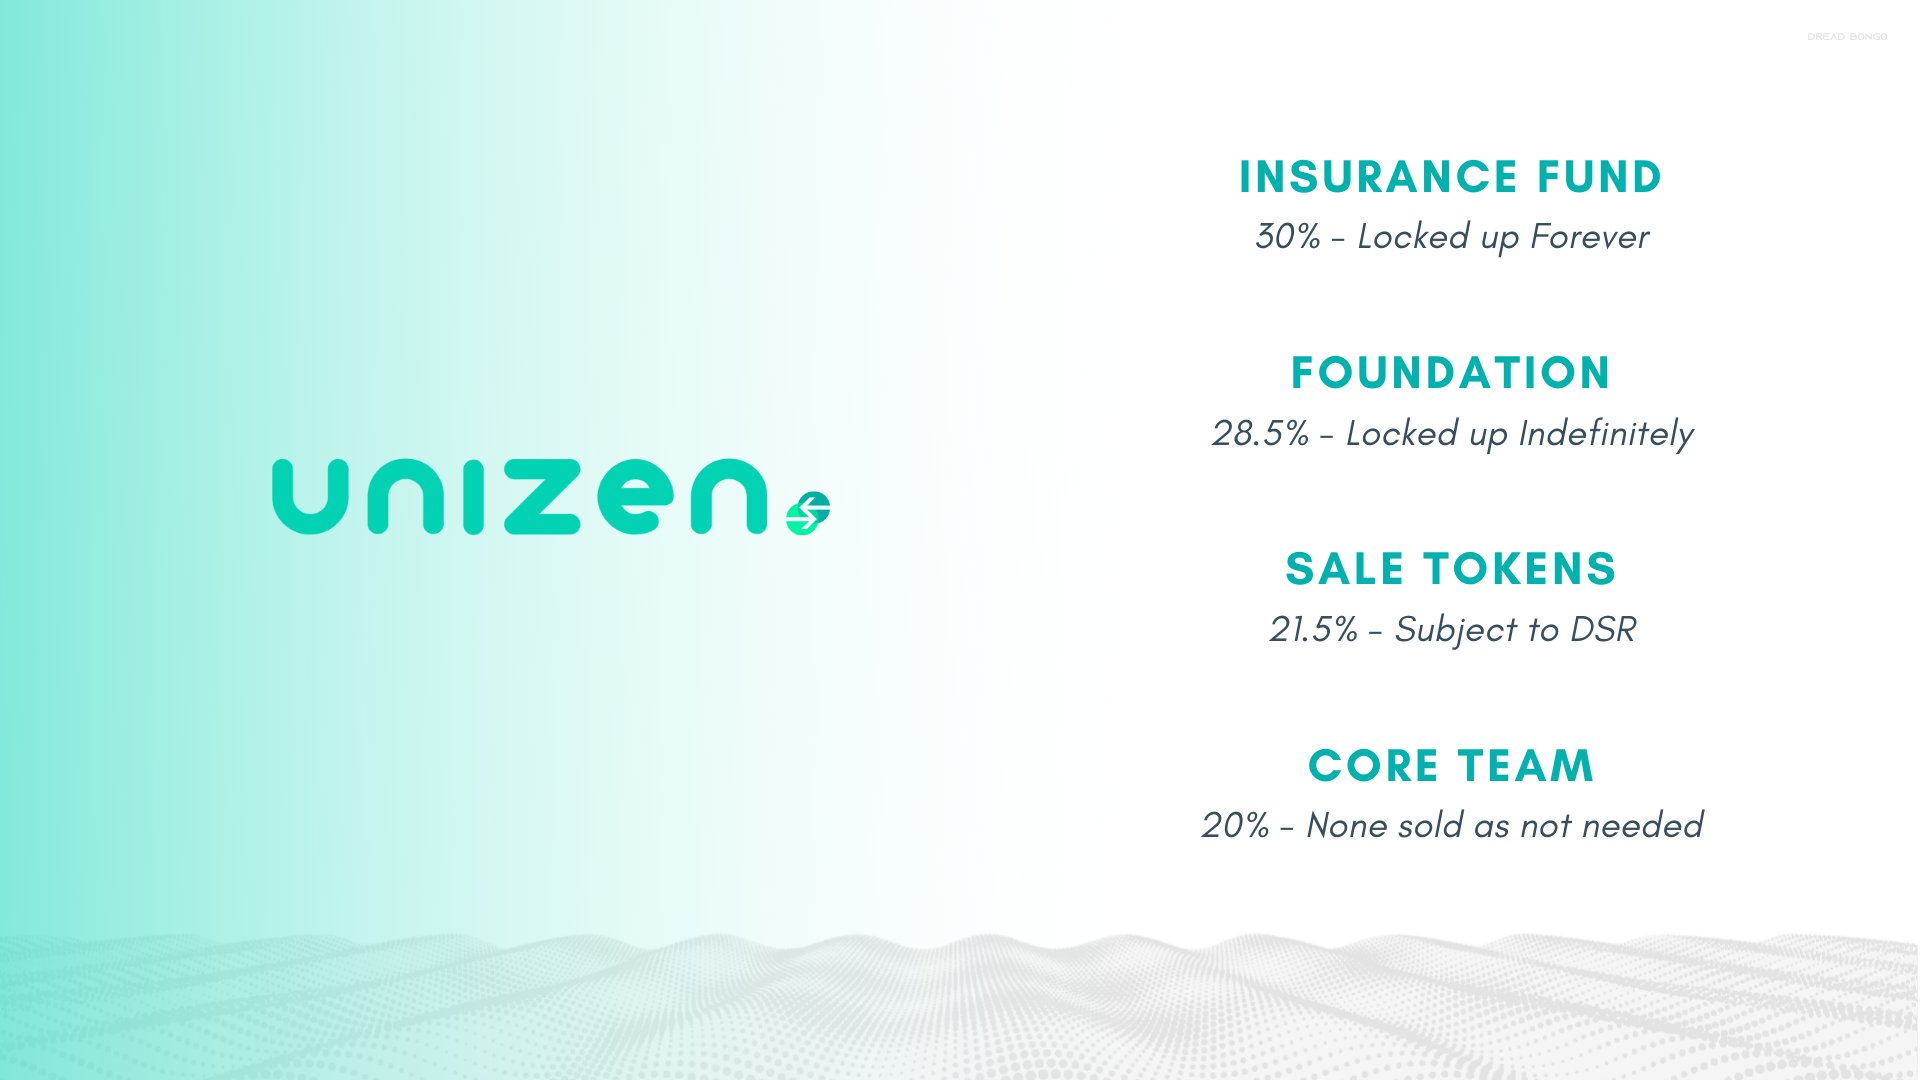 DREAD BONGO
unizen
INSURANCE FUND
30% - Locked up Forever
FOUNDATION
28.5% - Locked up Indefinitely
SALE TOKENS
21.5% - Subject to DSR
CORE TEAM
20% - None sold as not needed